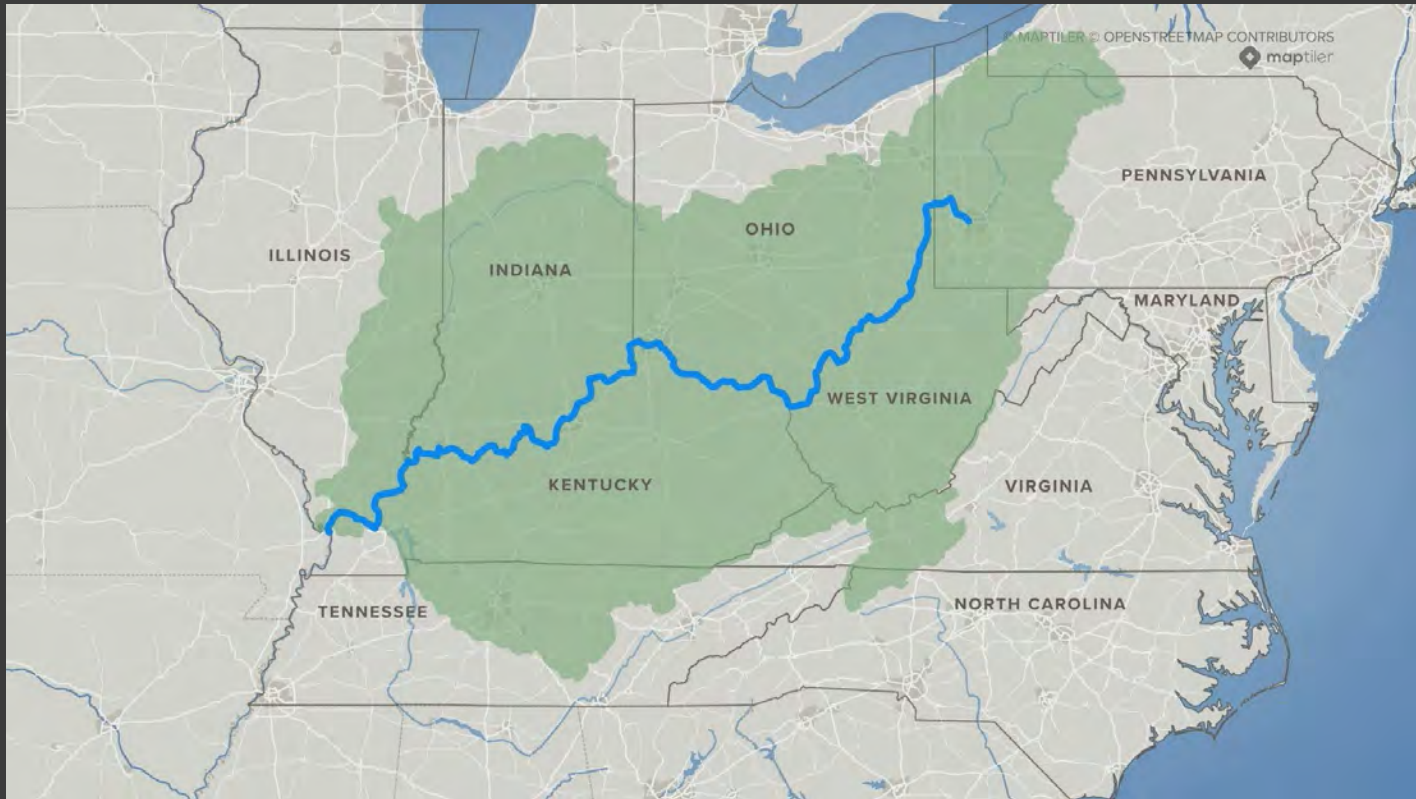 © MAPTILER © OPENSTREETMAP CONTRIBUTORS
maptiler
PENNSYLVANIA
OHIO
ILLINOIS
INDIANA
MARYLAND
WEST VIRGINIA
KENTUCKY
VIRGINIA
TENNESSEE
NORTH CAROLINA